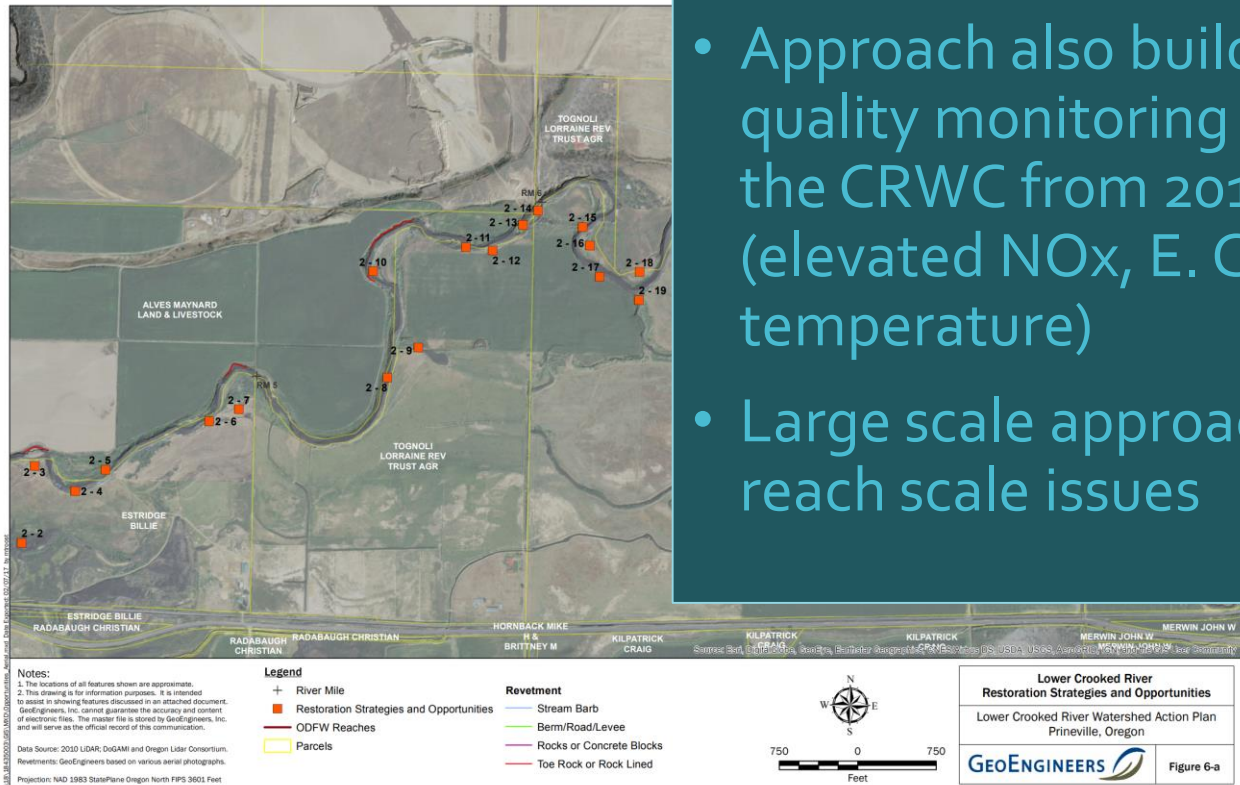 TOGNOLI
LORRAINE REV
TRUST AGR
RM 6
2 - 14
2 - 13
2 - 15
2 - 11
2 - 16
2 - 12
2 - 10
2 - 17
2 - 18
2 - 19
ALVES MAYNARD
LAND & LIVESTOCK
2 - 9
2 - 8
RM 5
2 - 7
2 - 6
TOGNOLI
LORRAINE REV
TRUST AGR
2 - 5
2 - 3
2 - 4
ESTRIDGE
BILLIE
2 - 2
ESTRIDGE BILLIE
RADABAUGH CHRISTIAN
RADABAUGH
CHRISTIAN
RADABAUGH CHRISTIAN
HORNBACK MIKE
H &
BRITTNEY M
KILPATRICK
CRAIG
KILPATRICK
CRAIG
KILPATRICK
CRAIG
MERWIN JOHN W
MERWIN JOHN W
MERWIN JOHN W
• Approach also build
quality monitoring
the CRWC from 201
(elevated NOx, E. C
temperature)
• Large scale approac
reach scale issues
Notes:
1. The locations of all features shown are approximate.
2. This drawing is for information purposes. It is intended
to assist in showing features discussed in an attached document.
GeoEngineers, Inc. cannot guarantee the accuracy and content
of electronic files. The master file is stored by GeoEngineers, Inc.
and will serve as the official record of this communication.
Data Source: 2010 LiDAR; DoGAMI and Oregon Lidar Consortium.
Revetments: GeoEngineers based on various aerial photographs.
Projection: NAD 1983 StatePlane Oregon North FIPS 3601 Feet
Legend
River Mile
Restoration Strategies and Opportunities
ODFW Reaches
Parcels
Revetment
Stream Barb
Berm/Road/Levee
Rocks or Concrete Blocks
Toe Rock or Rock Lined
N
W E
S
750 0 750
Feet
Lower Crooked River
Restoration Strategies and Opportunities
Lower Crooked River Watershed Action Plan
Prineville, Oregon
GEOENGINEERS
Figure 6-a